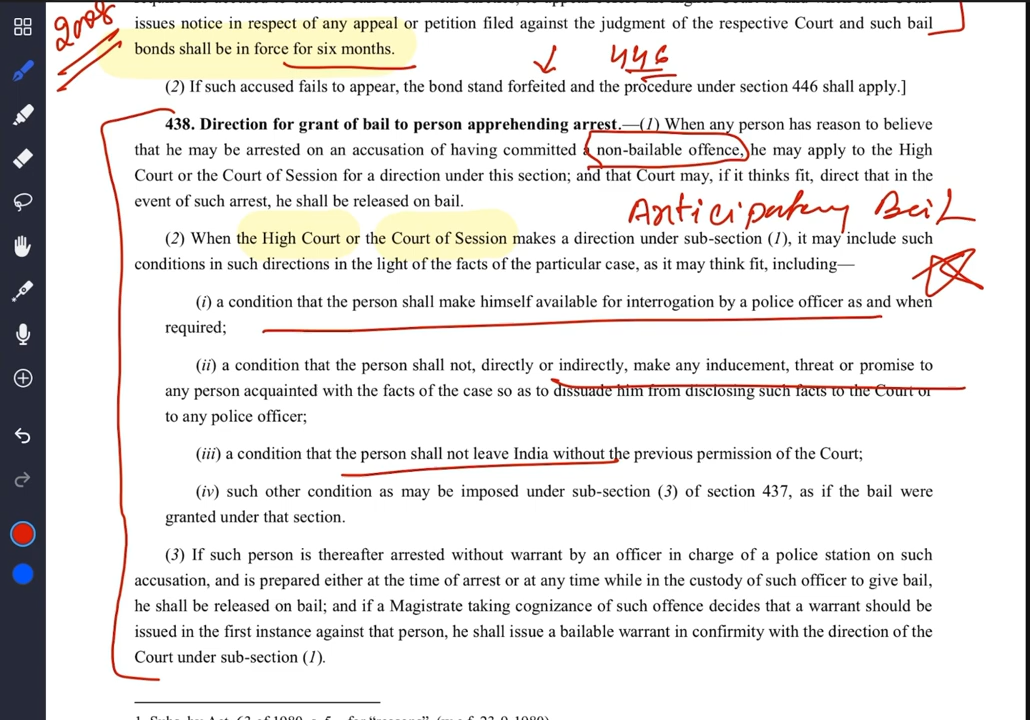 2008
issues notice in respect of any appeal or petition filed against the judgment of the respective Court and such bail
bonds shall be in force for six months.
446
(2) If such accused fails to appear, the bond stand forfeited and the procedure under section 446 shall apply.]
438. Direction for grant of bail to person apprehending arrest.—(1) When any person has reason to believe
that he may be arrested on an accusation of having committed a non-bailable offence, he may apply to the High
Court or the Court of Session for a direction under this section; and that Court may, if it thinks fit, direct that in the
event of such arrest, he shall be released on bail.
Anticipatory Bail
(2) When the High Court or the Court of Session makes a direction under sub-section (1), it may include such
conditions in such directions in the light of the facts of the particular case, as it may think fit, including—
(i) a condition that the person shall make himself available for interrogation by a police officer as and when
required;
(ii) a condition that the person shall not, directly or indirectly, make any inducement, threat or promise to
any person acquainted with the facts of the case so as to dissuade him from disclosing such facts to the Court or
to any police officer;
(iii) a condition that the person shall not leave India without the previous permission of the Court;
(iv) such other condition as may be imposed under sub-section (3) of section 437, as if the bail were
granted under that section.
(3) If such person is thereafter arrested without warrant by an officer in charge of a police station on such
accusation, and is prepared either at the time of arrest or at any time while in the custody of such officer to give bail,
he shall be released on bail; and if a Magistrate taking cognizance of such offence decides that a warrant should be
issued in the first instance against that person, he shall issue a bailable warrant in confirmity with the direction of the
Court under sub-section (1).